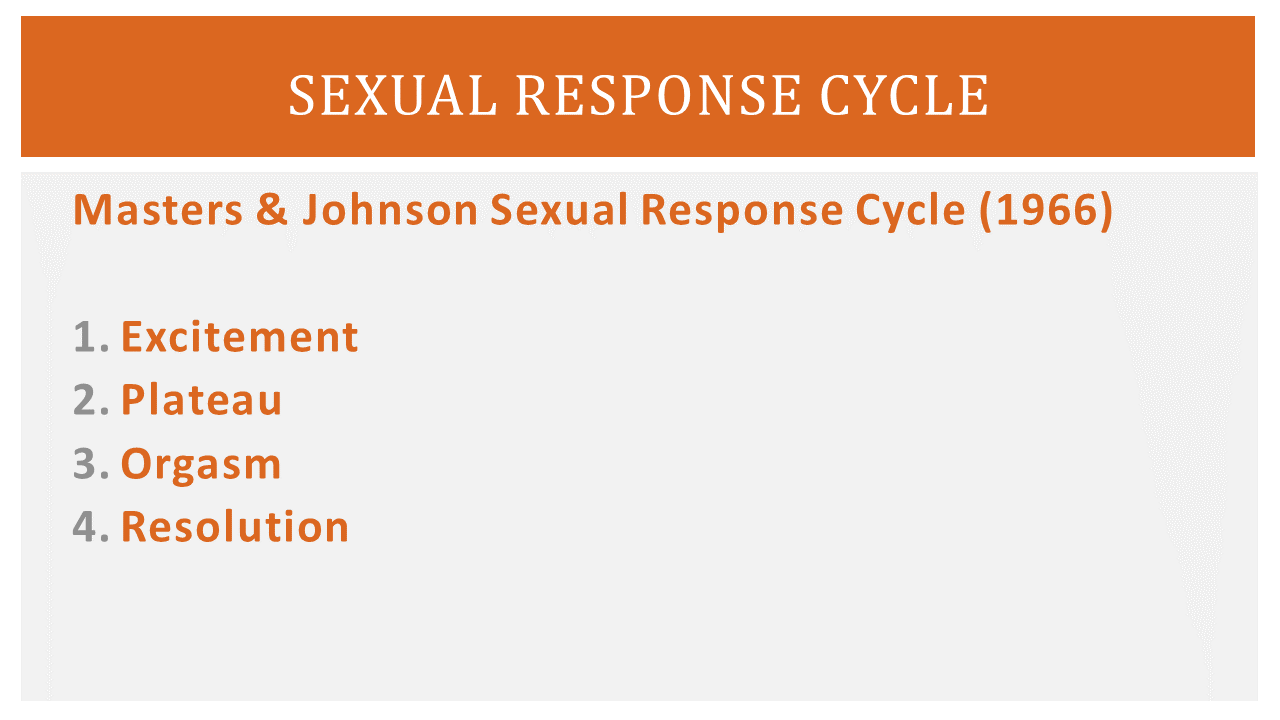 SEXUAL RESPONSE CYCLE
Masters & Johnson Sexual Response Cycle (1966)
1. Excitement
2. Plateau
3. Orgasm
4. Resolution